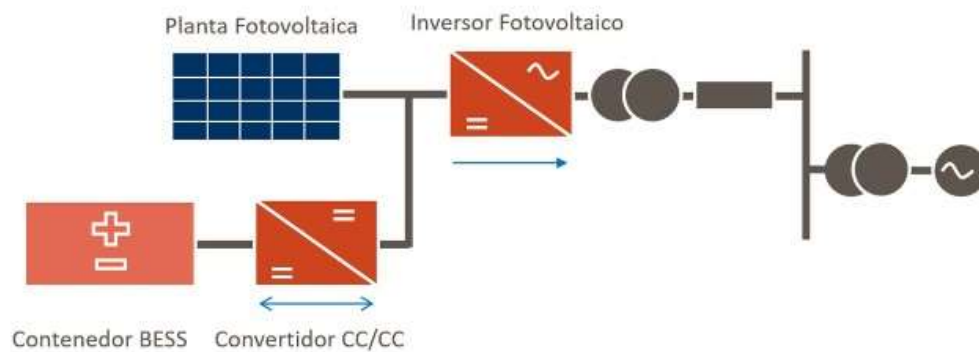 Planta Fotovoltaica
Inversor Fotovoltaico
Contenedor BESS
Convertidor CC/CC